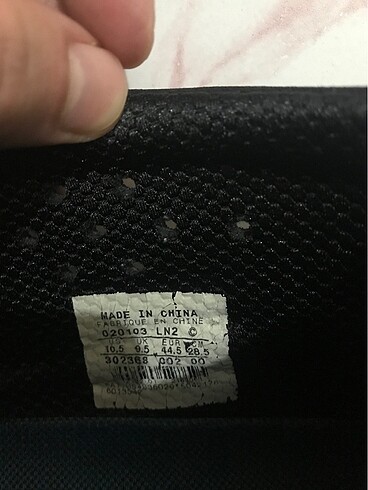 MADE IN CHINA
FABRIQUE EN CHINE
020103 LN2 ©
US UK EUR CM
10.5 9.5 44.5 28.5
302368 002 00